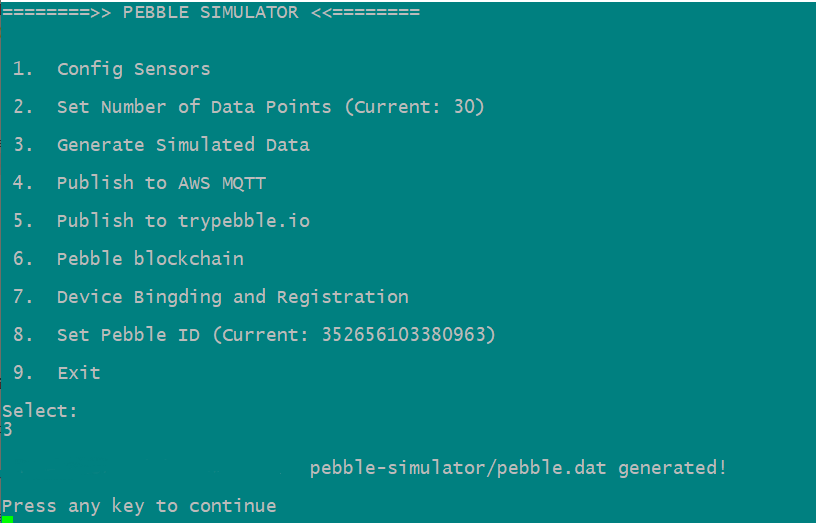 ========>> PEBBLE SIMULATOR <<========
1. Config Sensors
2. Set Number of Data Points (Current: 30)
3. Generate Simulated Data
4. Publish to AWS MQTT
5. Publish to trypebble.io
6. Pebble blockchain
7. Device Bingding and Registration
8. Set Pebble ID (Current: 352656103380963)
9. Exit
Select:
3
pebble-simulator/pebble.dat generated!
Press any key to continue